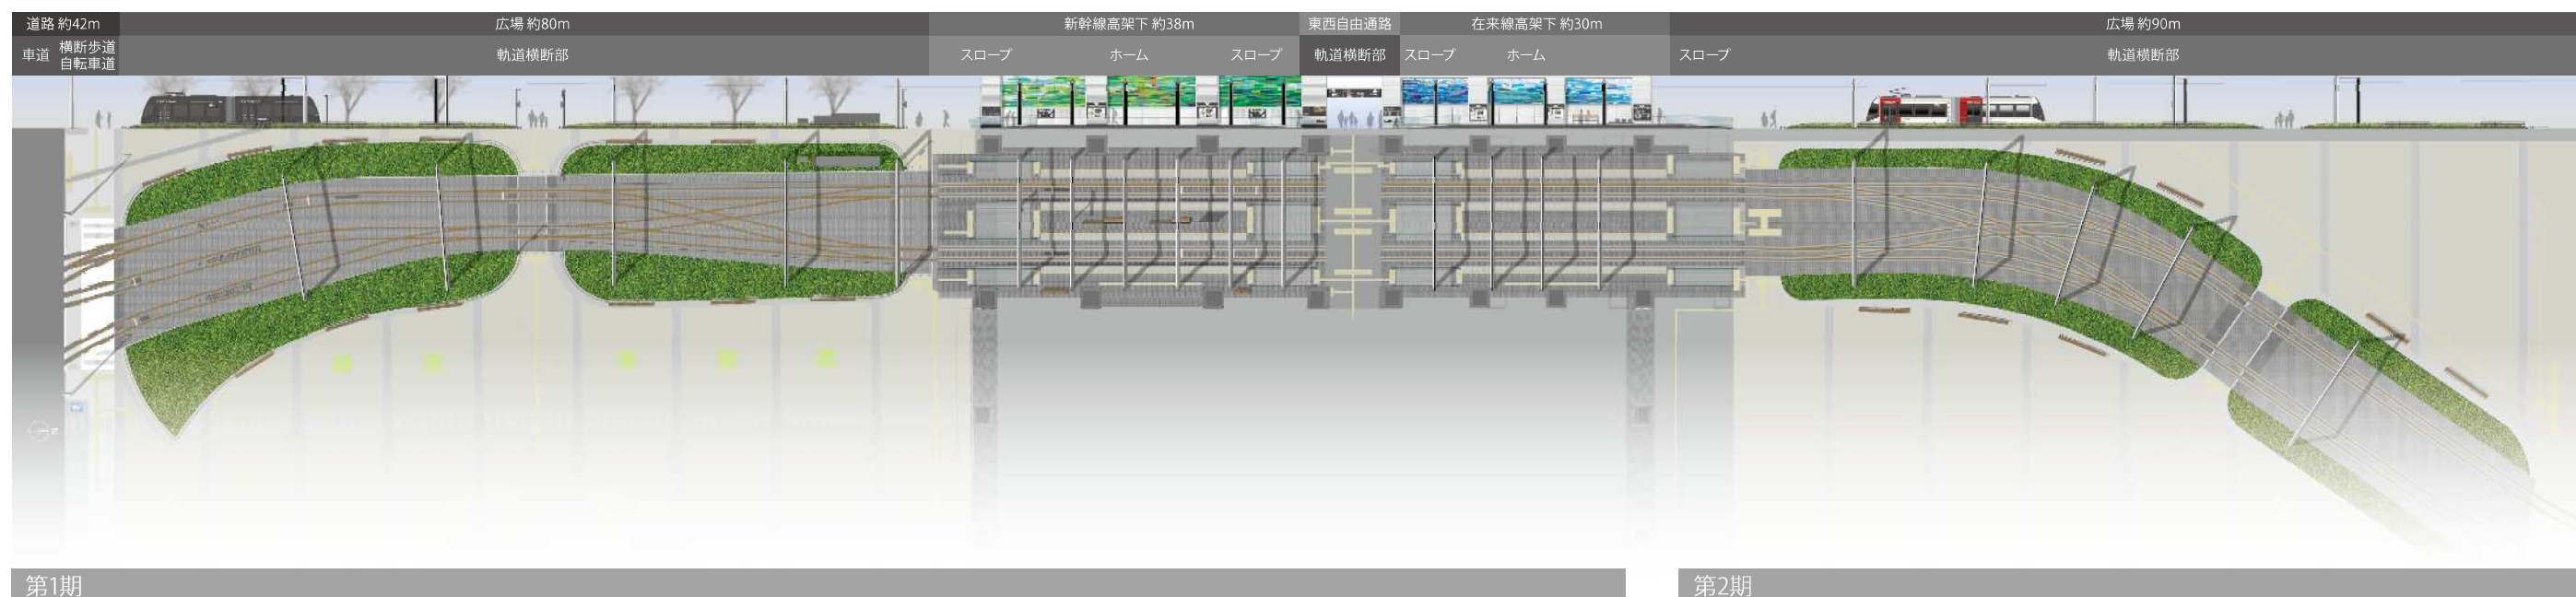 道路 約42m
広場 約80m
新幹線高架下 約38m
東西自由通路
在来線高架下 約30m
広場 約90m
車道
横断歩道
自転車道
軌道横断部
スロープ
ホーム
スロープ
軌道横断部
スロープ
ホーム
スロープ
軌道横断部
N
第1期
第2期